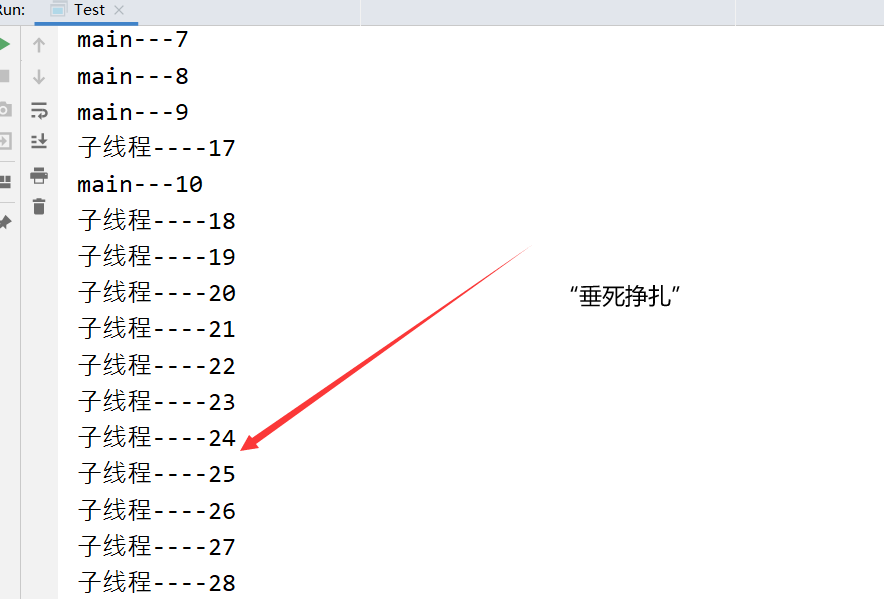 Run:
Test
main---7
main---8
main---9
子线程----17
main---10
子线程----18
子线程----19
子线程----20
“垂死挣扎”
子线程----21
子线程----22
子线程----23
子线程----24
子线程----25
子线程----26
子线程----27
子线程----28